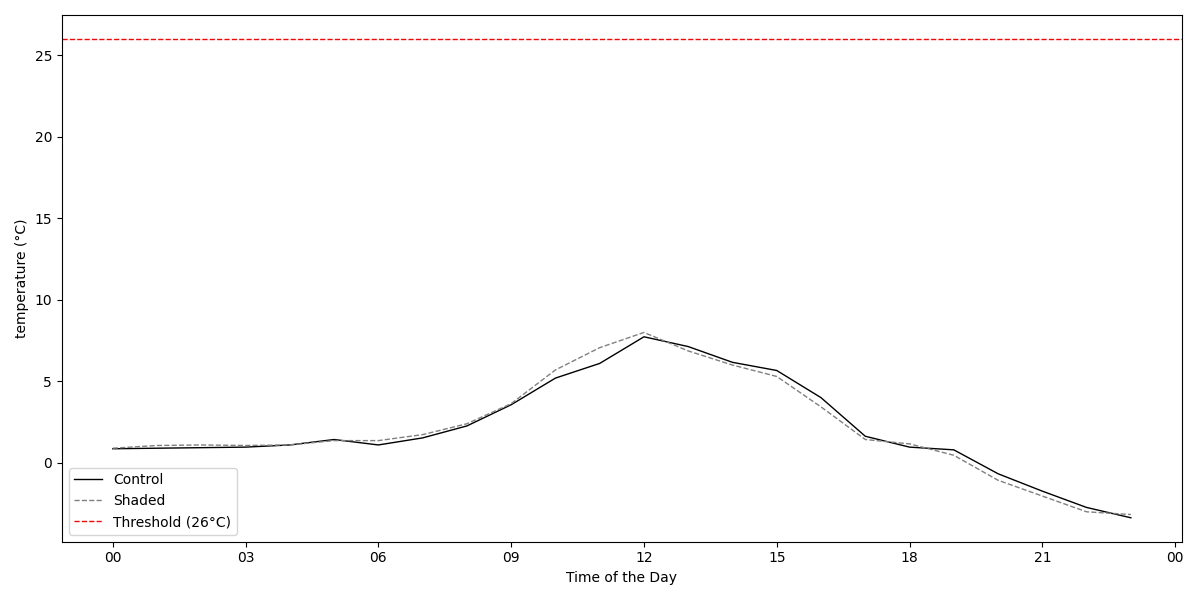 25
20
15
10
5
0
temperature (°C)
Control
Shaded
Threshold (26°C)
00 03 06 09 12 15 18 21 00
Time of the Day